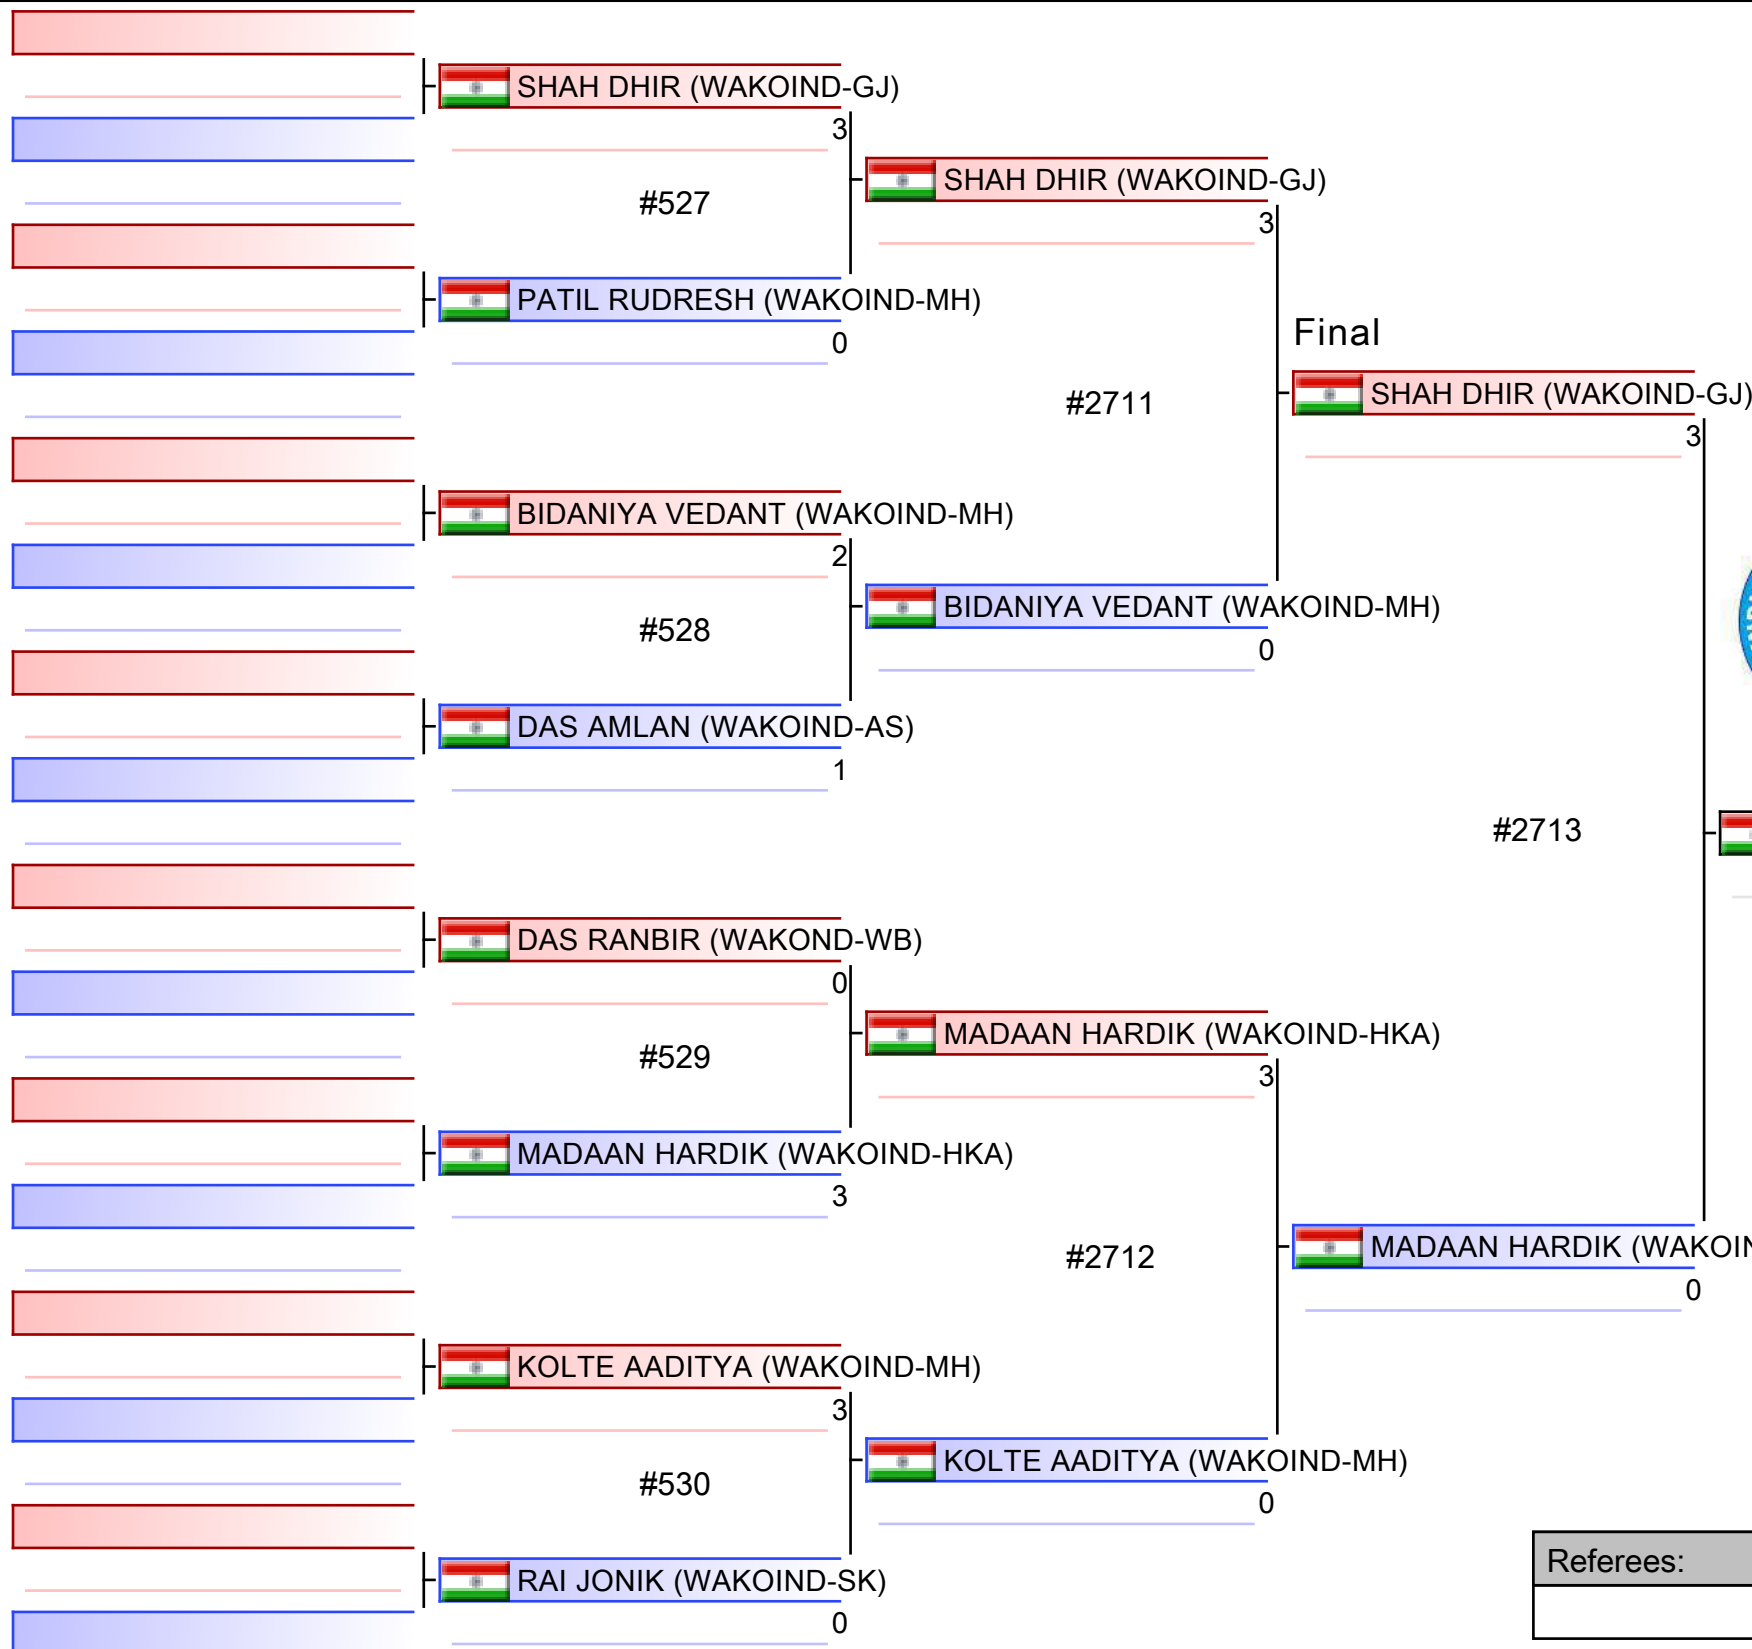 SHAH DHIR (WAKOIND-GJ)
3
#527
PATIL RUDRESH (WAKOIND-MH)
0
BIDANIYA VEDANT (WAKOIND-MH)
2
#528
DAS AMLAN (WAKOIND-AS)
1
DAS RANBIR (WAKOND-WB)
0
#529
MADAAN HARDIK (WAKOIND-HKA)
3
KOLTE AADITYA (WAKOIND-MH)
3
#530
RAI JONIK (WAKOIND-SK)
0
SHAH DHIR (WAKOIND-GJ)
3
#2711
BIDANIYA VEDANT (WAKOIND-MH)
0
MADAAN HARDIK (WAKOIND-HKA)
3
#2712
KOLTE AADITYA (WAKOIND-MH)
0
Final
SHAH DHIR (WAKOIND-GJ)
3
#2713
MADAAN HARDIK
0
Referees: